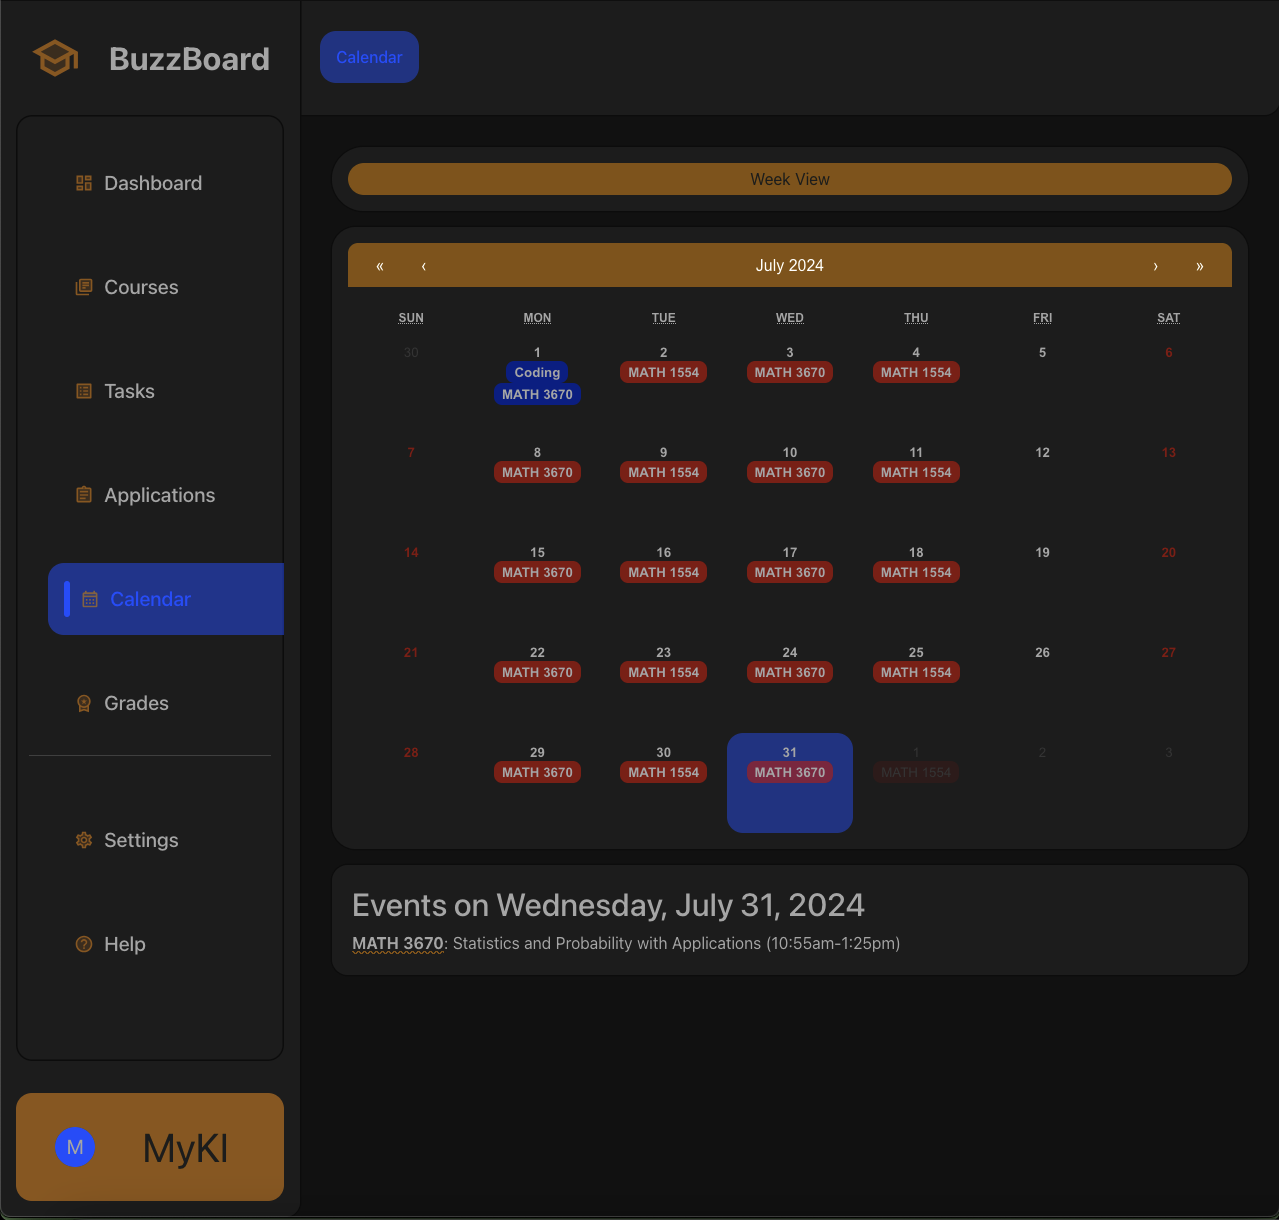 BuzzBoard
Calendar
Dashboard
Courses
Tasks
Applications
Calendar
Grades
Settings
Help
M MyKl
Week View
« ‹ July 2024 › »
SUN MON TUE WED THU FRI SAT
30 1 2 3 4 5 6
Coding MATH 1554 MATH 3670 MATH 1554
MATH 3670
7 8 9 10 11 12 13
MATH 3670 MATH 1554 MATH 3670 MATH 1554
14 15 16 17 18 19 20
MATH 3670 MATH 1554 MATH 3670 MATH 1554
21 22 23 24 25 26 27
MATH 3670 MATH 1554 MATH 3670 MATH 1554
28 29 30 31 1 2 3
MATH 3670 MATH 1554 MATH 3670 MATH 1554
Events on Wednesday, July 31, 2024
MATH 3670: Statistics and Probability with Applications (10:55am-1:25pm)